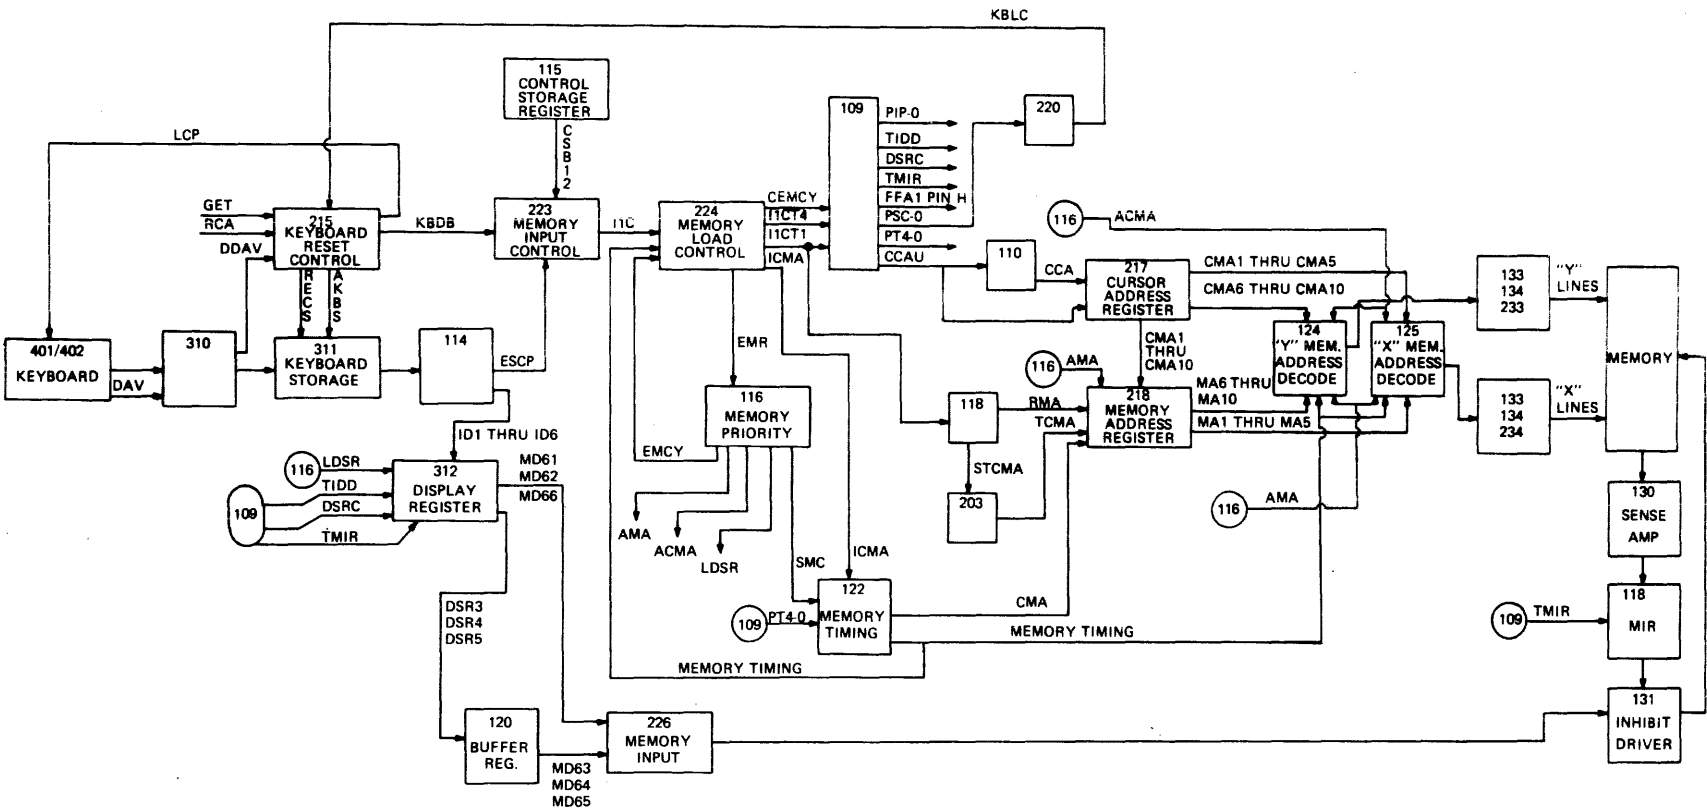 KBLC
115
CONTROL
STORAGE
REGISTER
CSB12
LCP
GET
RCA
DDAV
215
KEYBOARD
RESET
CONTROL
KBDB
RECS
AKBS
223
MEMORY
INPUT
CONTROL
I1C
224
MEMORY
LOAD
CONTROL
CEMCY
I1CT4
I1CT1
ICMA
109
PIP-0
TIDD
DSRC
TMIR
FFA1 PIN H
PSC-0
PT4-0
CCAU
220
110
CCA
116
ACMA
217
CURSOR
ADDRESS
REGISTER
CMA1 THRU CMA5
CMA6 THRU CMA10
CMA1
THRU
CMA10
124
"Y" MEM.
ADDRESS
DECODE
125
"X" MEM.
ADDRESS
DECODE
133
134
233
"Y"
LINES
MEMORY
133
134
234
"X"
LINES
401/402
KEYBOARD
DAV
310
311
KEYBOARD
STORAGE
114
ESCP
ID1 THRU ID6
EMR
116
MEMORY
PRIORITY
EMCY
AMA
ACMA
LDSR
SMC
ICMA
116
AMA
118
RMA
TCMA
STCMA
203
218
MEMORY
ADDRESS
REGISTER
MA6 THRU
MA10
MA1 THRU MA5
116
AMA
116
LDSR
109
TIDD
DSRC
TMIR
312
DISPLAY
REGISTER
MD61
MD62
MD66
DSR3
DSR4
DSR5
109
PT4-0
122
MEMORY
TIMING
CMA
MEMORY TIMING
MEMORY TIMING
130
SENSE
AMP
109
TMIR
118
MIR
131
INHIBIT
DRIVER
120
BUFFER
REG.
MD63
MD64
MD65
226
MEMORY
INPUT